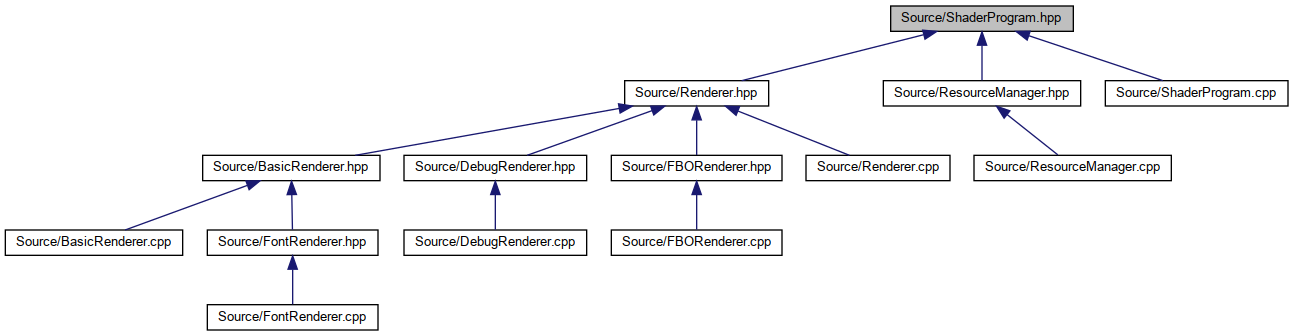 Source/ShaderProgram.hpp
Source/Renderer.hpp
Source/ResourceManager.hpp
Source/ShaderProgram.cpp
Source/BasicRenderer.hpp
Source/DebugRenderer.hpp
Source/FBORenderer.hpp
Source/Renderer.cpp
Source/ResourceManager.cpp
Source/BasicRenderer.cpp
Source/FontRenderer.hpp
Source/DebugRenderer.cpp
Source/FBORenderer.cpp
Source/FontRenderer.cpp